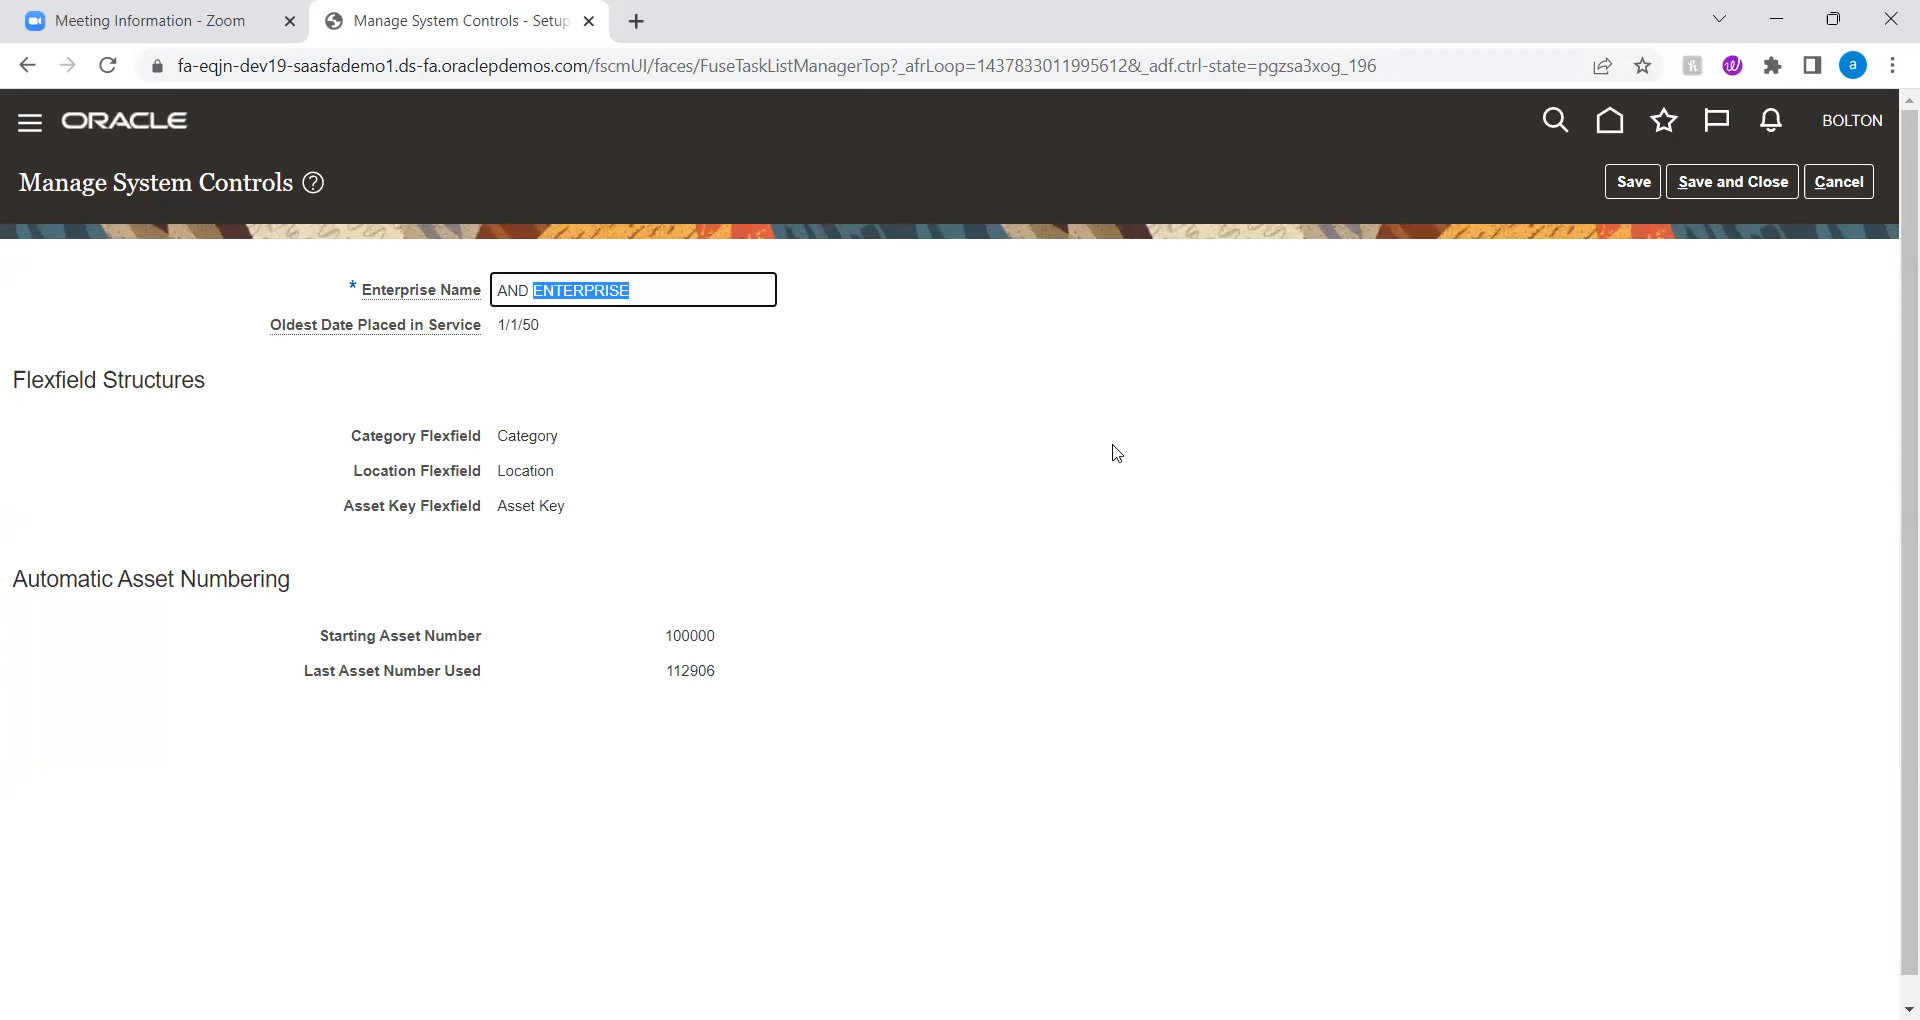 Meeting Information - Zoom
Manage System Controls - Setup
fa-eqjn-dev19-saasfademo1.ds-fa.oraclepdemos.com/fscmUI/faces/FuseTaskListManagerTop?_afrLoop=1437833011995612&_adf.ctrl-state=pgzsa3xog_196
a
ORACLE
BOLTON
Manage System Controls
Save
Save and Close
Cancel
* Enterprise Name AND ENTERPRISE
Oldest Date Placed in Service 1/1/50
Flexfield Structures
Category Flexfield Category
Location Flexfield Location
Asset Key Flexfield Asset Key
Automatic Asset Numbering
Starting Asset Number 100000
Last Asset Number Used 112906